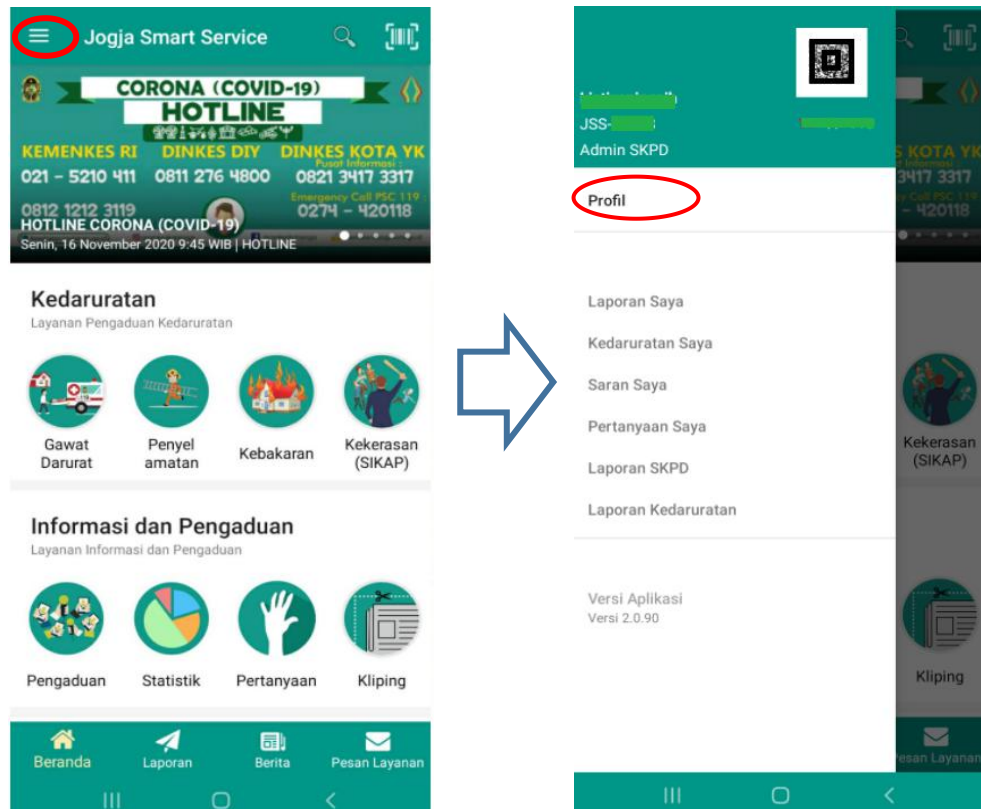 Jogja Smart Service
CORONA (COVID-19)
HOTLINE
KEMENKES RI DINKES DIY DINKES KOTA YK
Pusat Informasi :
021 - 5210 411 0811 276 4800 0821 3417 3317
Emergency Call PSC 119 :
0812 1212 3119 0274 - 420118
HOTLINE CORONA (COVID-19)
Senin, 16 November 2020 9:45 WIB | HOTLINE
Kedaruratan
Layanan Pengaduan Kedaruratan
Gawat
Darurat
Penyel
amatan
Kebakaran
Kekerasan
(SIKAP)
Informasi dan Pengaduan
Layanan Informasi dan Pengaduan
Pengaduan
Statistik
Pertanyaan
Kliping
Beranda
Laporan
Berita
Pesan Layanan
JSS-
Admin SKPD
Profil
Laporan Saya
Kedaruratan Saya
Saran Saya
Pertanyaan Saya
Laporan SKPD
Laporan Kedaruratan
Versi Aplikasi
Versi 2.0.90
S KOTA YK
3417 3317
- 420118
Kekerasan
(SIKAP)
Kliping
Pesan Layanan